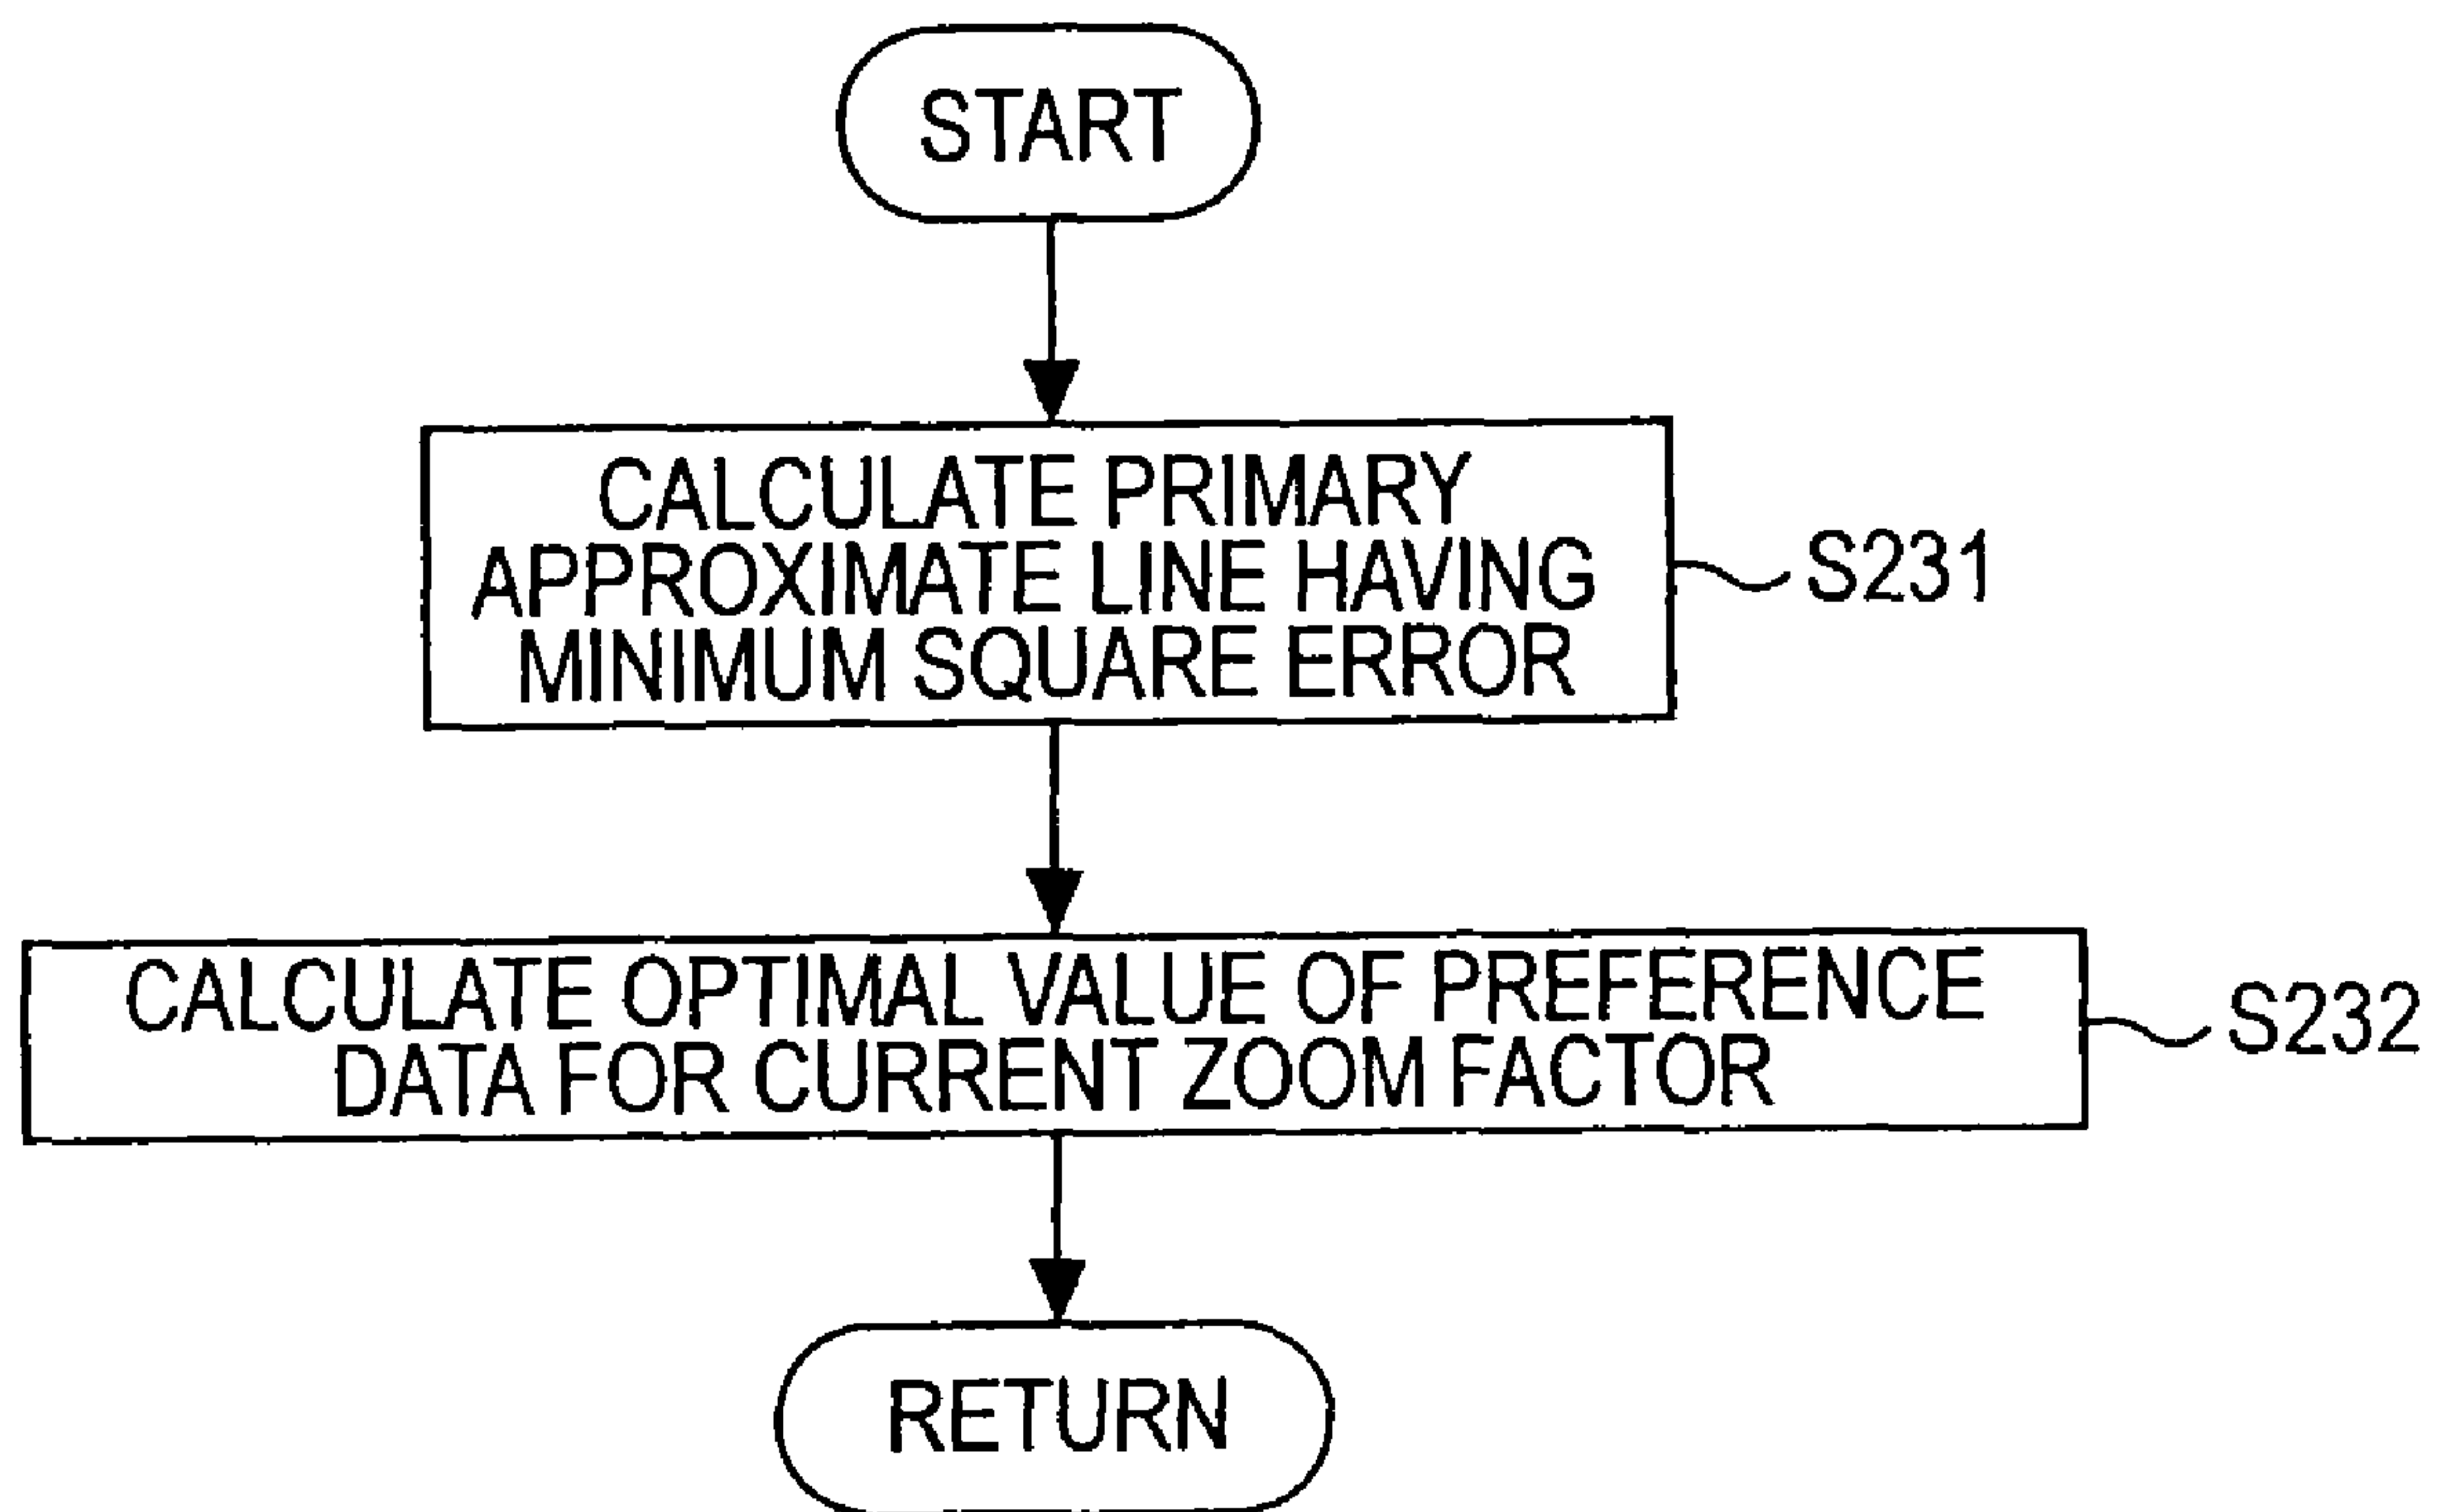 START
CALCULATE PRIMARY
APPROXIMATE LINE HAVING
MINIMUM SQUARE ERROR
S231
CALCULATE OPTIMAL VALUE OF PREFERENCE
DATA FOR CURRENT ZOOM FACTOR
S232
RETURN